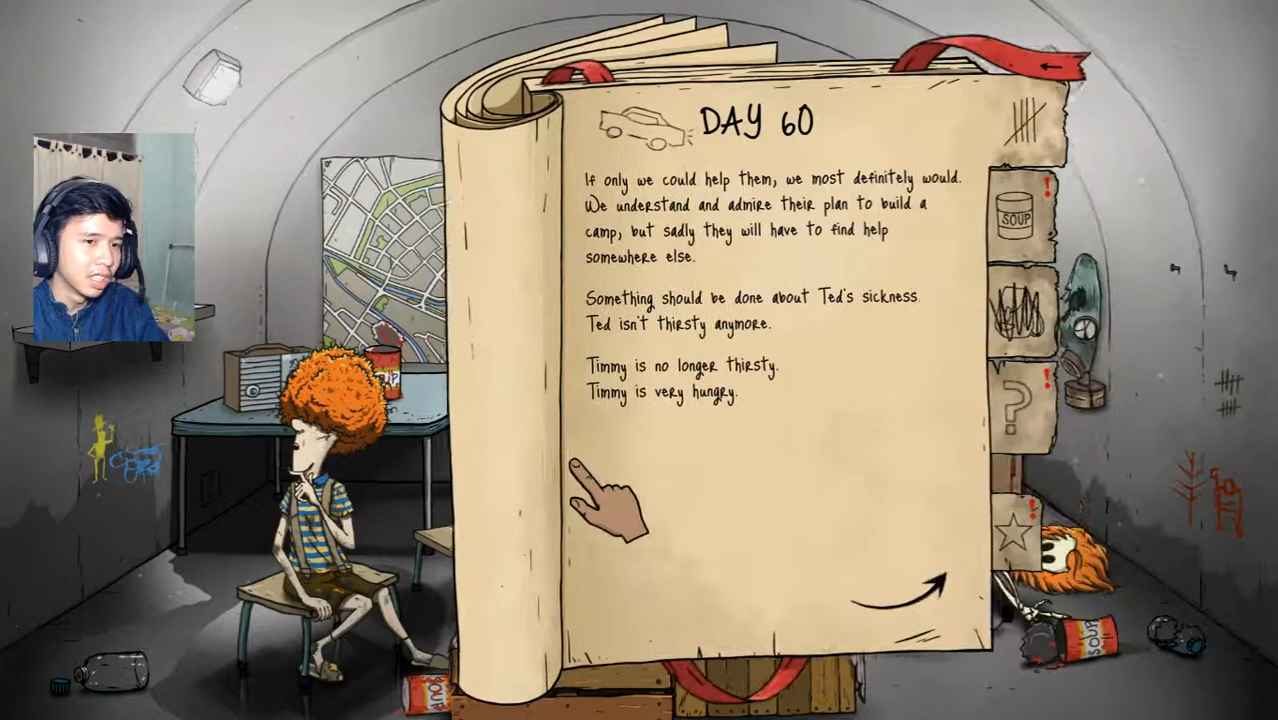 DAY 60
If only we could help them, we most definitely would.
We understand and admire their plan to build a
camp, but sadly they will have to find help
somewhere else.
Something should be done about Ted's sickness.
Ted isn't thirsty anymore.
Timmy is no longer thirsty.
Timmy is very hungry.
SOUP
!
!
?
!
SOUP